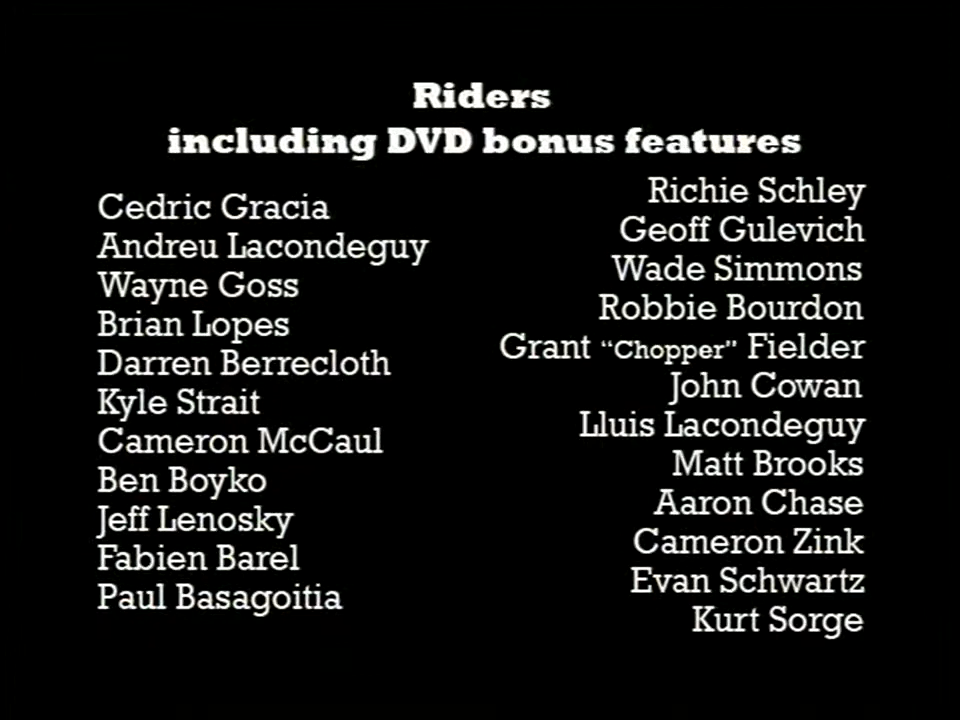 Riders
including DVD bonus features
Cedric Gracia
Andreu Lacondeguy
Wayne Goss
Brian Lopes
Darren Berrecloth
Kyle Strait
Cameron McCaul
Ben Boyko
Jeff Lenosky
Fabien Barel
Paul Basagoitia
Richie Schley
Geoff Gulevich
Wade Simmons
Robbie Bourdon
Grant “Chopper” Fielder
John Cowan
Lluis Lacondeguy
Matt Brooks
Aaron Chase
Cameron Zink
Evan Schwartz
Kurt Sorge